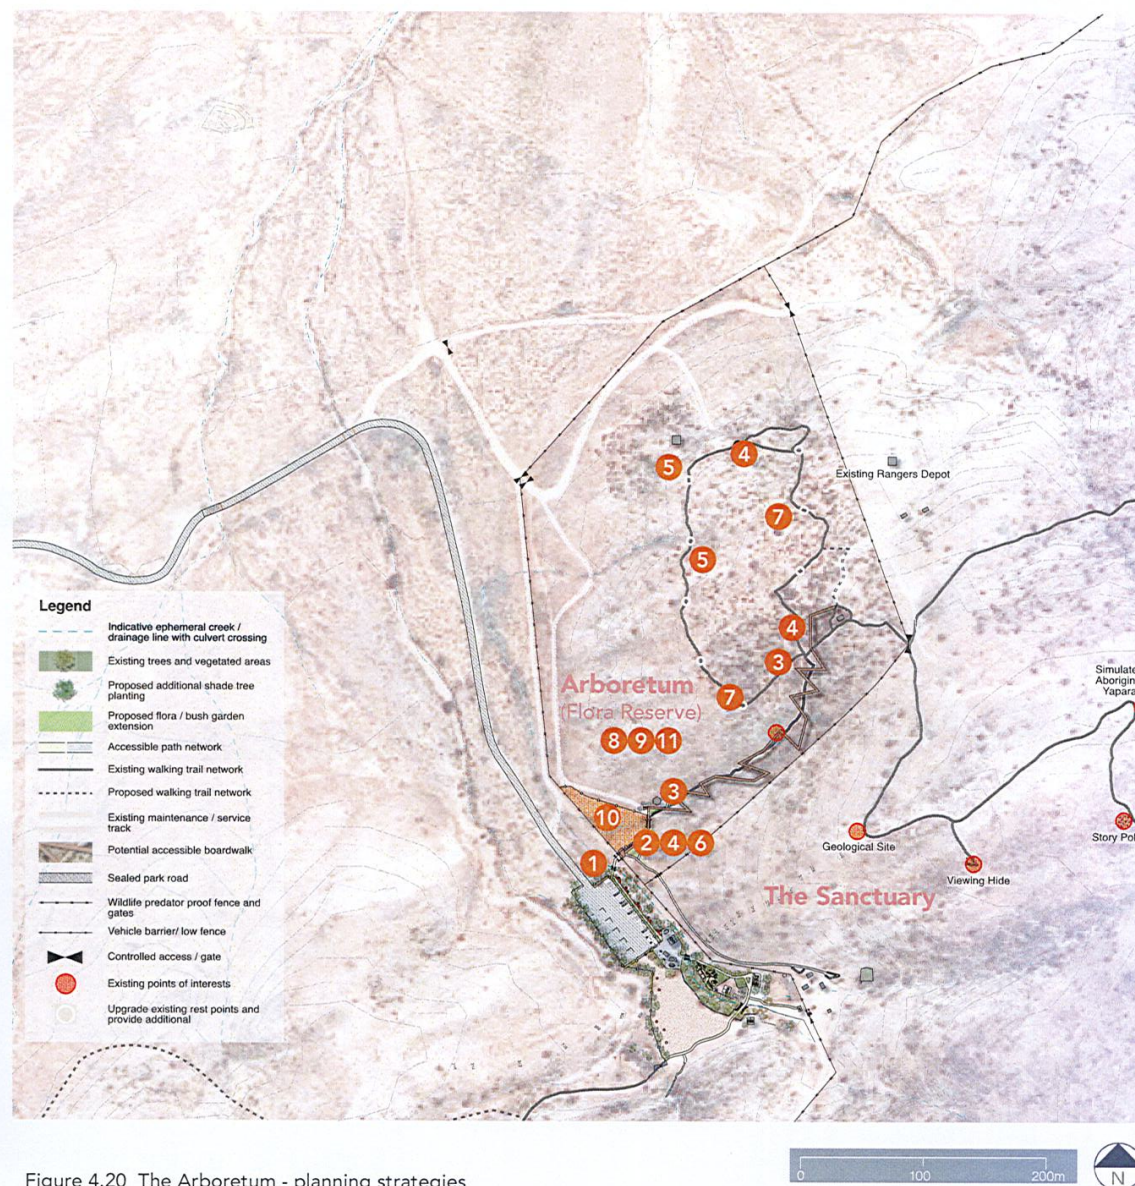 Existing Rangers Depot
Legend
Indicative ephemeral creek /
drainage line with culvert crossing
Existing trees and vegetated areas
Proposed additional shade tree
planting
Proposed flora / bush garden
extension
Accessible path network
Existing walking trail network
Proposed walking trail network
Existing maintenance / service
track
Potential accessible boardwalk
Sealed park road
Wildlife predator proof fence and
gates
Vehicle barrier/ low fence
Controlled access / gate
Existing points of interests
Upgrade existing rest points and
provide additional
4
5
7
5
4
3
7
Arboretum
(Flora Reserve)
8 9 11
3
10
2 4 6
1
Simulate
Aborigin
Yapara
Story Pol
Geological Site
Viewing Hide
The Sanctuary
Figure 4.20 The Arboretum - planning strategies
0 100 200m
N